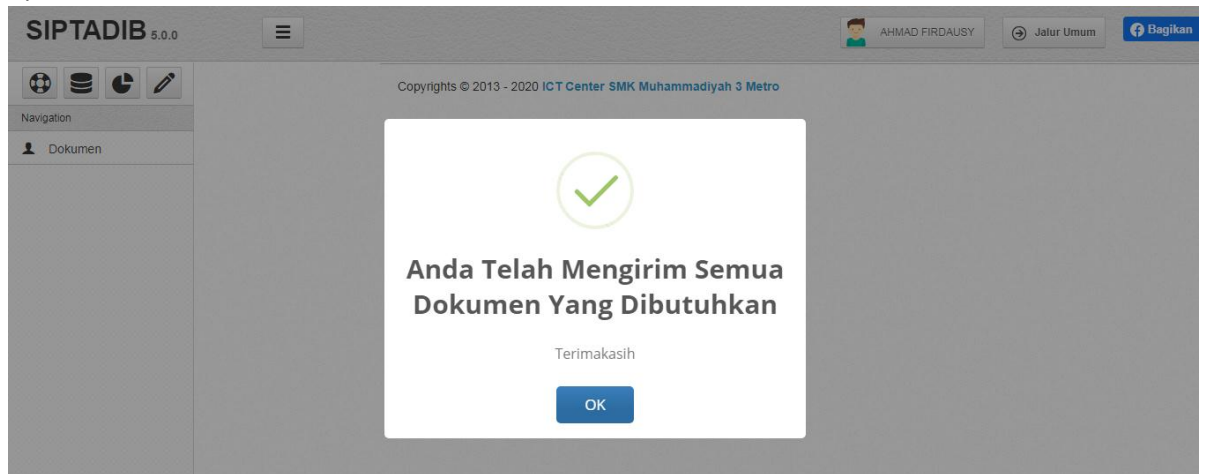 SIPTADIB 5.0.0
AHMAD FIRDAUSY
Jalur Umum
Bagikan
Navigation
Dokumen
Copyrights © 2013 - 2020 ICT Center SMK Muhammadiyah 3 Metro
Anda Telah Mengirim Semua
Dokumen Yang Dibutuhkan
Terimakasih
OK